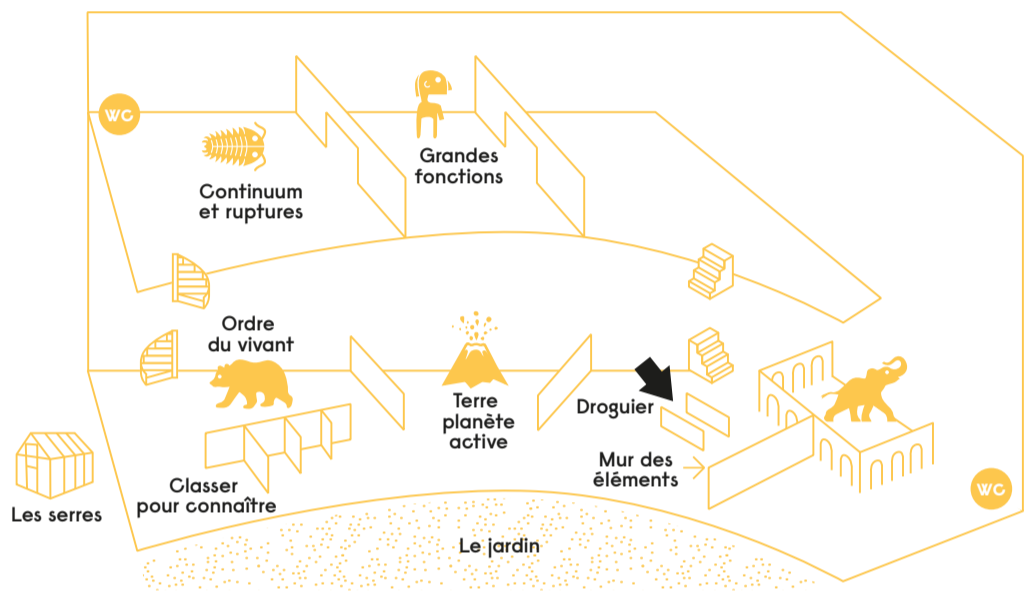 WC
Grandes
fonctions
Continuum
et ruptures
Ordre
du vivant
Terre
planète
active
Droguier
Mur des
éléments
Classer
pour connaître
Les serres
WC
Le jardin